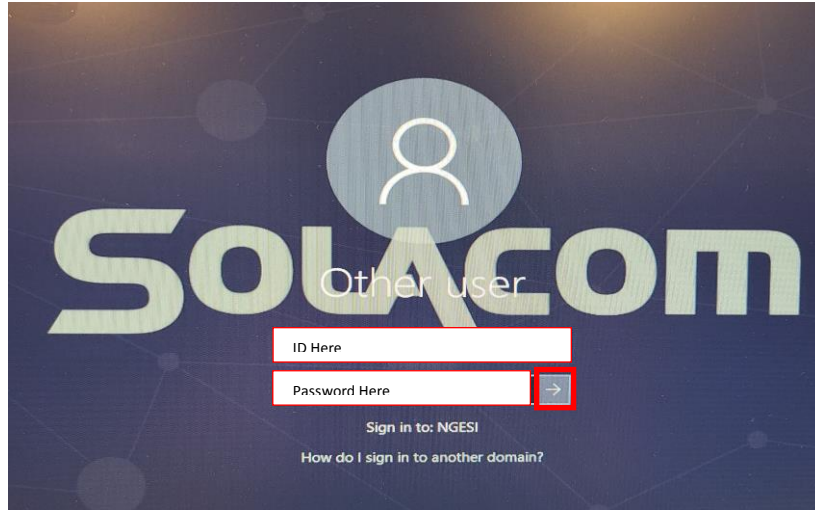 SOLACOM
Other user
ID Here
Password Here
Sign in to: NGESI
How do I sign in to another domain?